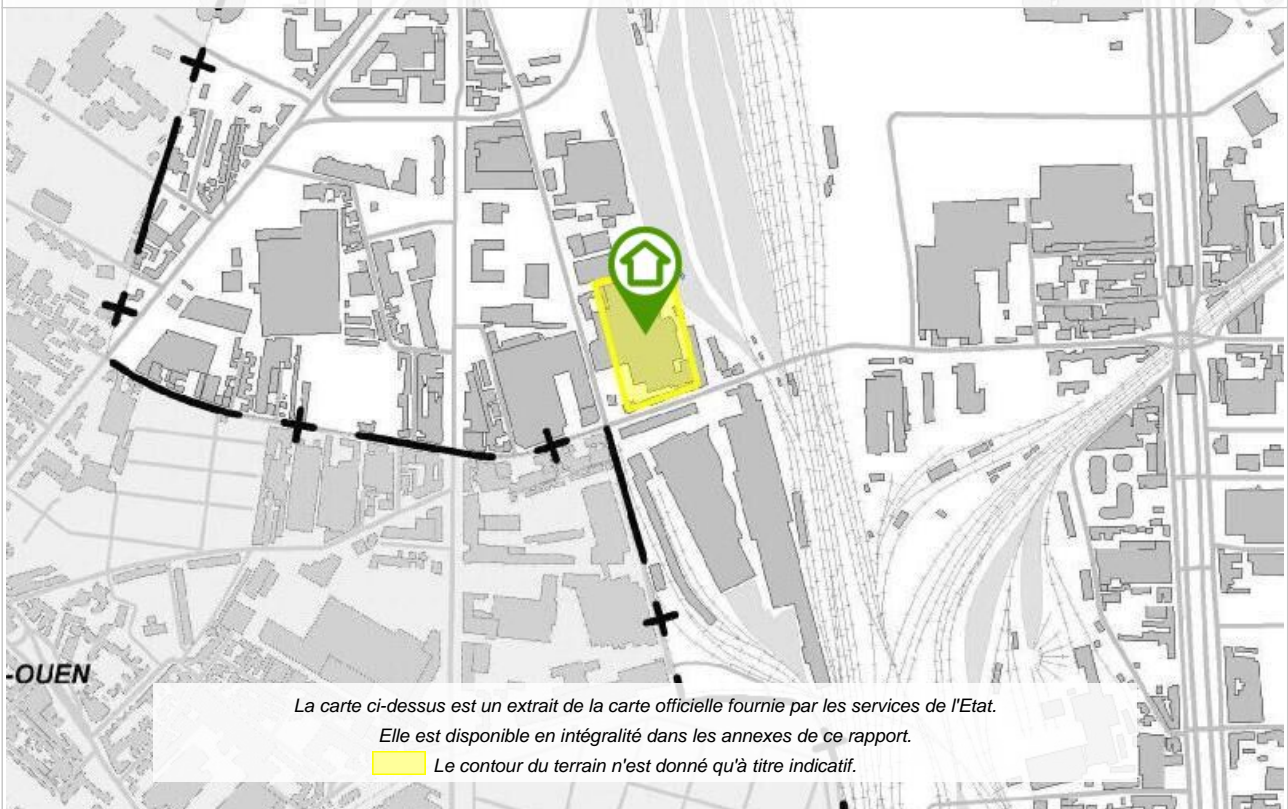 -OUEN
La carte ci-dessus est un extrait de la carte officielle fournie par les services de l'Etat.
Elle est disponible en intégralité dans les annexes de ce rapport.
Le contour du terrain n'est donné qu'à titre indicatif.